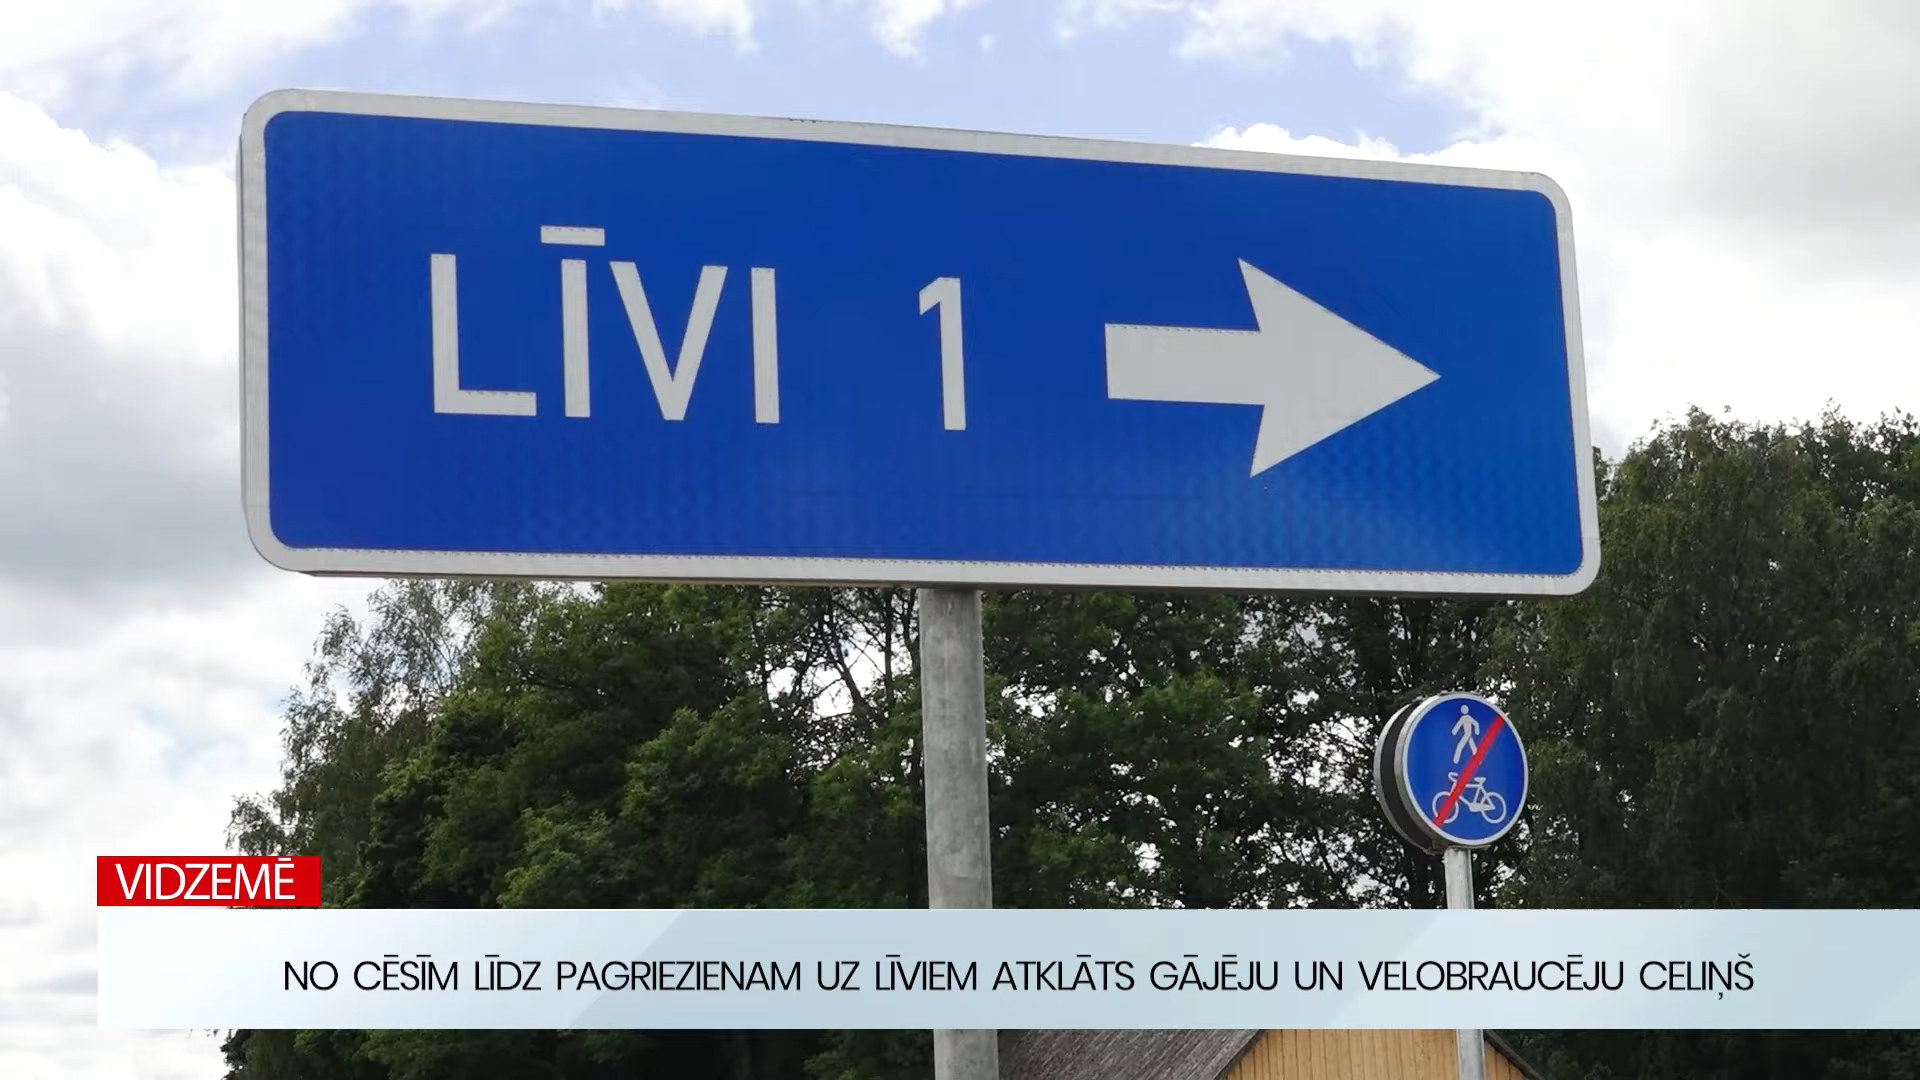 LĪVI 1
VIDZEMĒ
NO CĒSĪM LĪDZ PAGRIEZIENAM UZ LĪVIEM ATKLĀTS GĀJĒJU UN VELOBRAUCĒJU CELIŅŠ